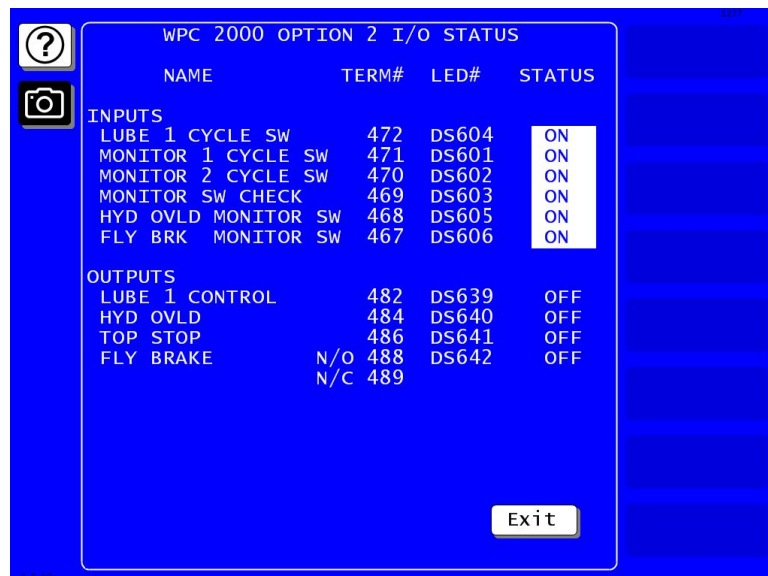 WPC 2000 OPTION 2 I/O STATUS
NAME TERM# LED# STATUS
INPUTS
LUBE 1 CYCLE SW 472 DS604 ON
MONITOR 1 CYCLE SW 471 DS601 ON
MONITOR 2 CYCLE SW 470 DS602 ON
MONITOR SW CHECK 469 DS603 ON
HYD OVLD MONITOR SW 468 DS605 ON
FLY BRK MONITOR SW 467 DS606 ON
OUTPUTS
LUBE 1 CONTROL 482 DS639 OFF
HYD OVLD 484 DS640 OFF
TOP STOP 486 DS641 OFF
FLY BRAKE N/O 488 DS642 OFF
N/C 489
Exit